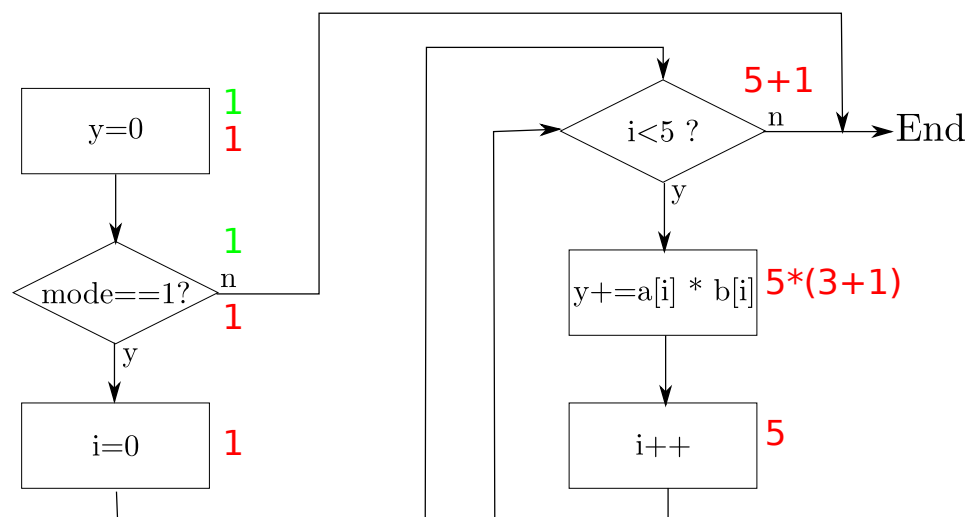 y=0
1
1
mode==1?
1
n
1
y
i=0
1
i<5 ?
5+1
n
End
y
y+=a[i] * b[i]
5*(3+1)
i++
5